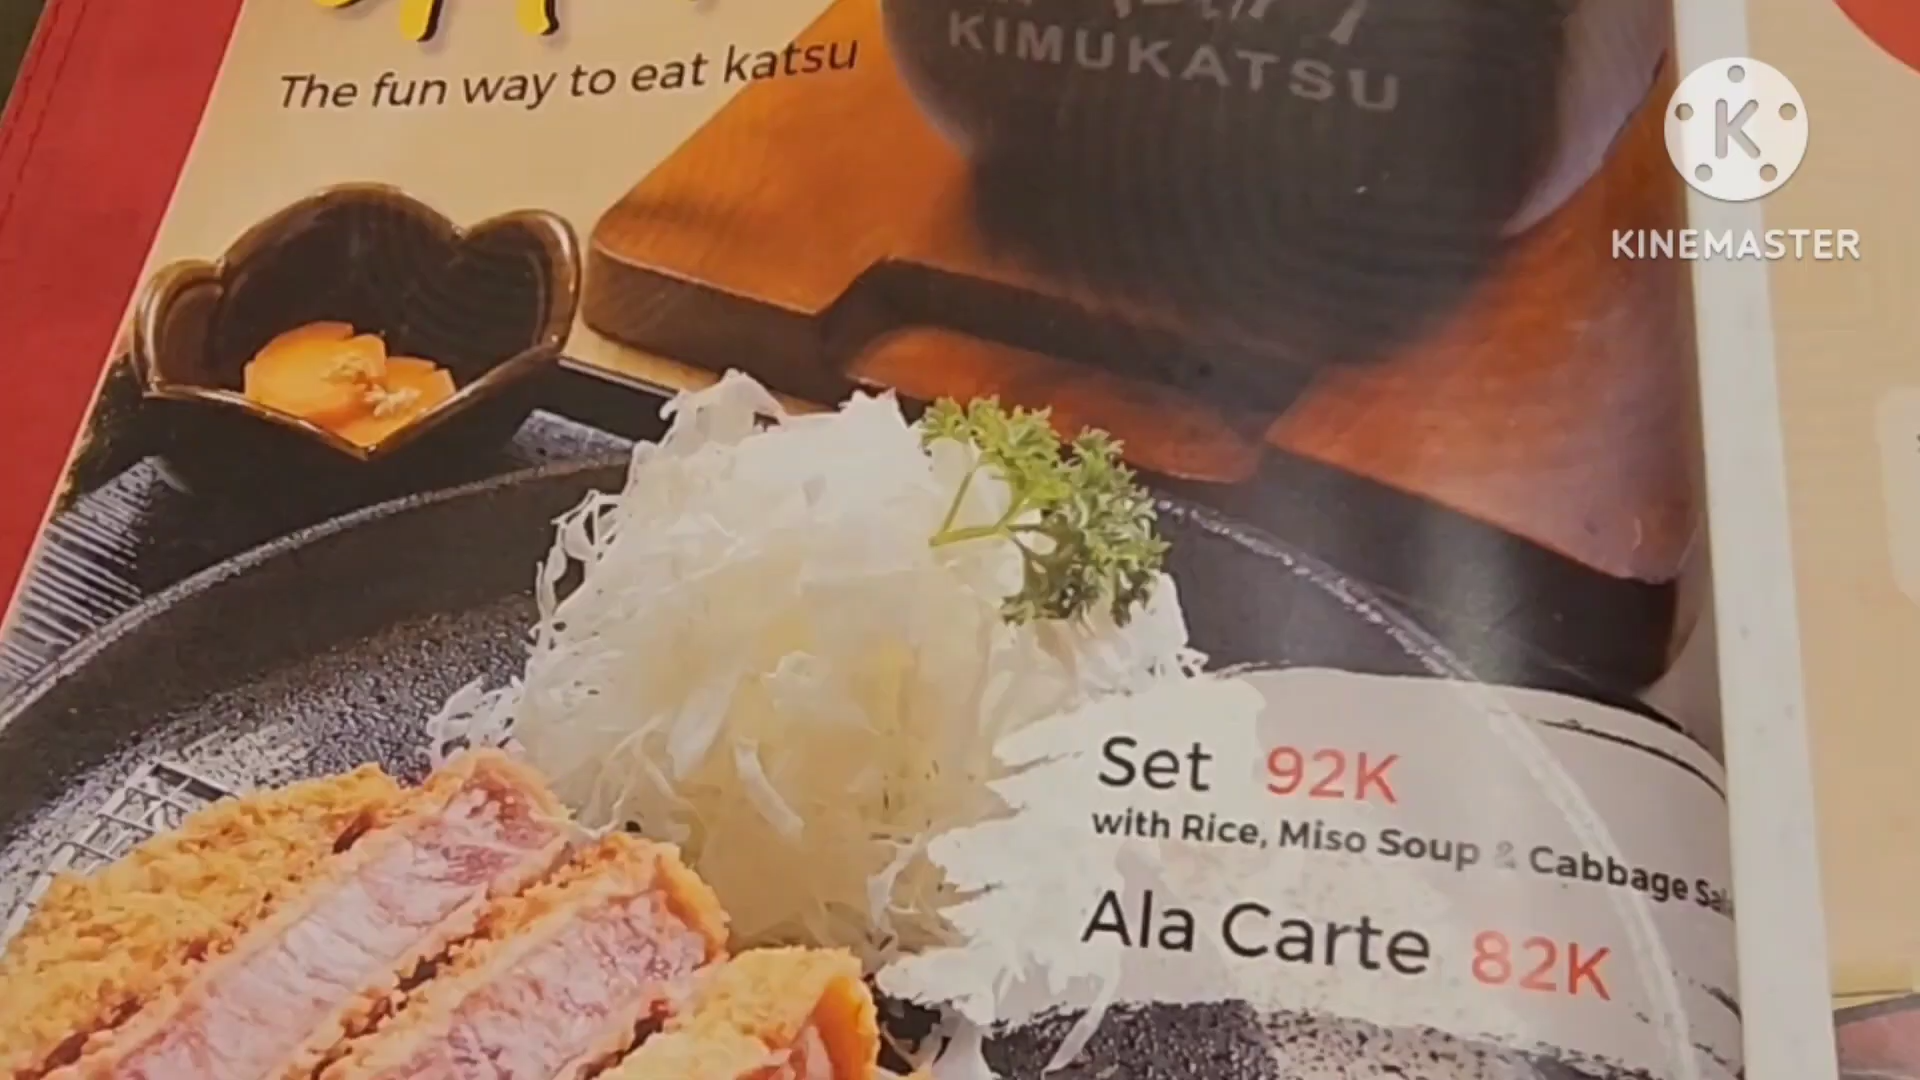 The fun way to eat katsu
KIMUKATSU
K
KINEMASTER
Set 92K
with Rice, Miso Soup & Cabbage
Ala Carte 82K